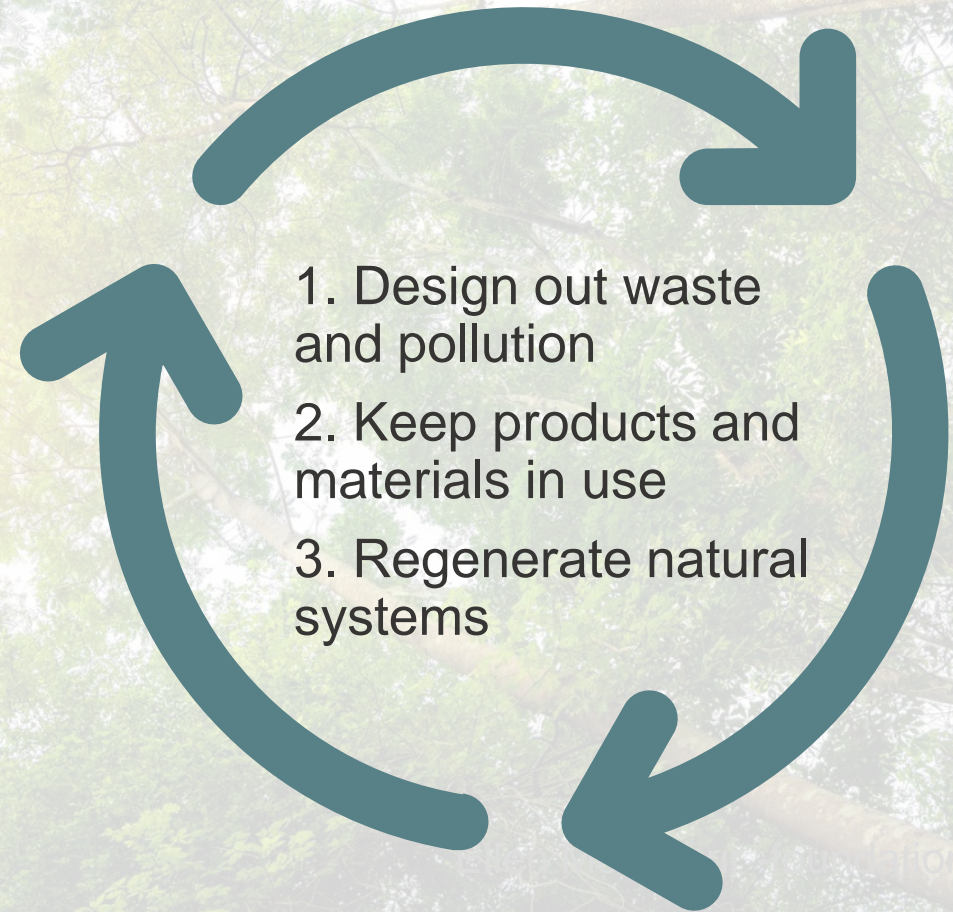 1. Design out waste
and pollution
2. Keep products and
materials in use
3. Regenerate natural
systems